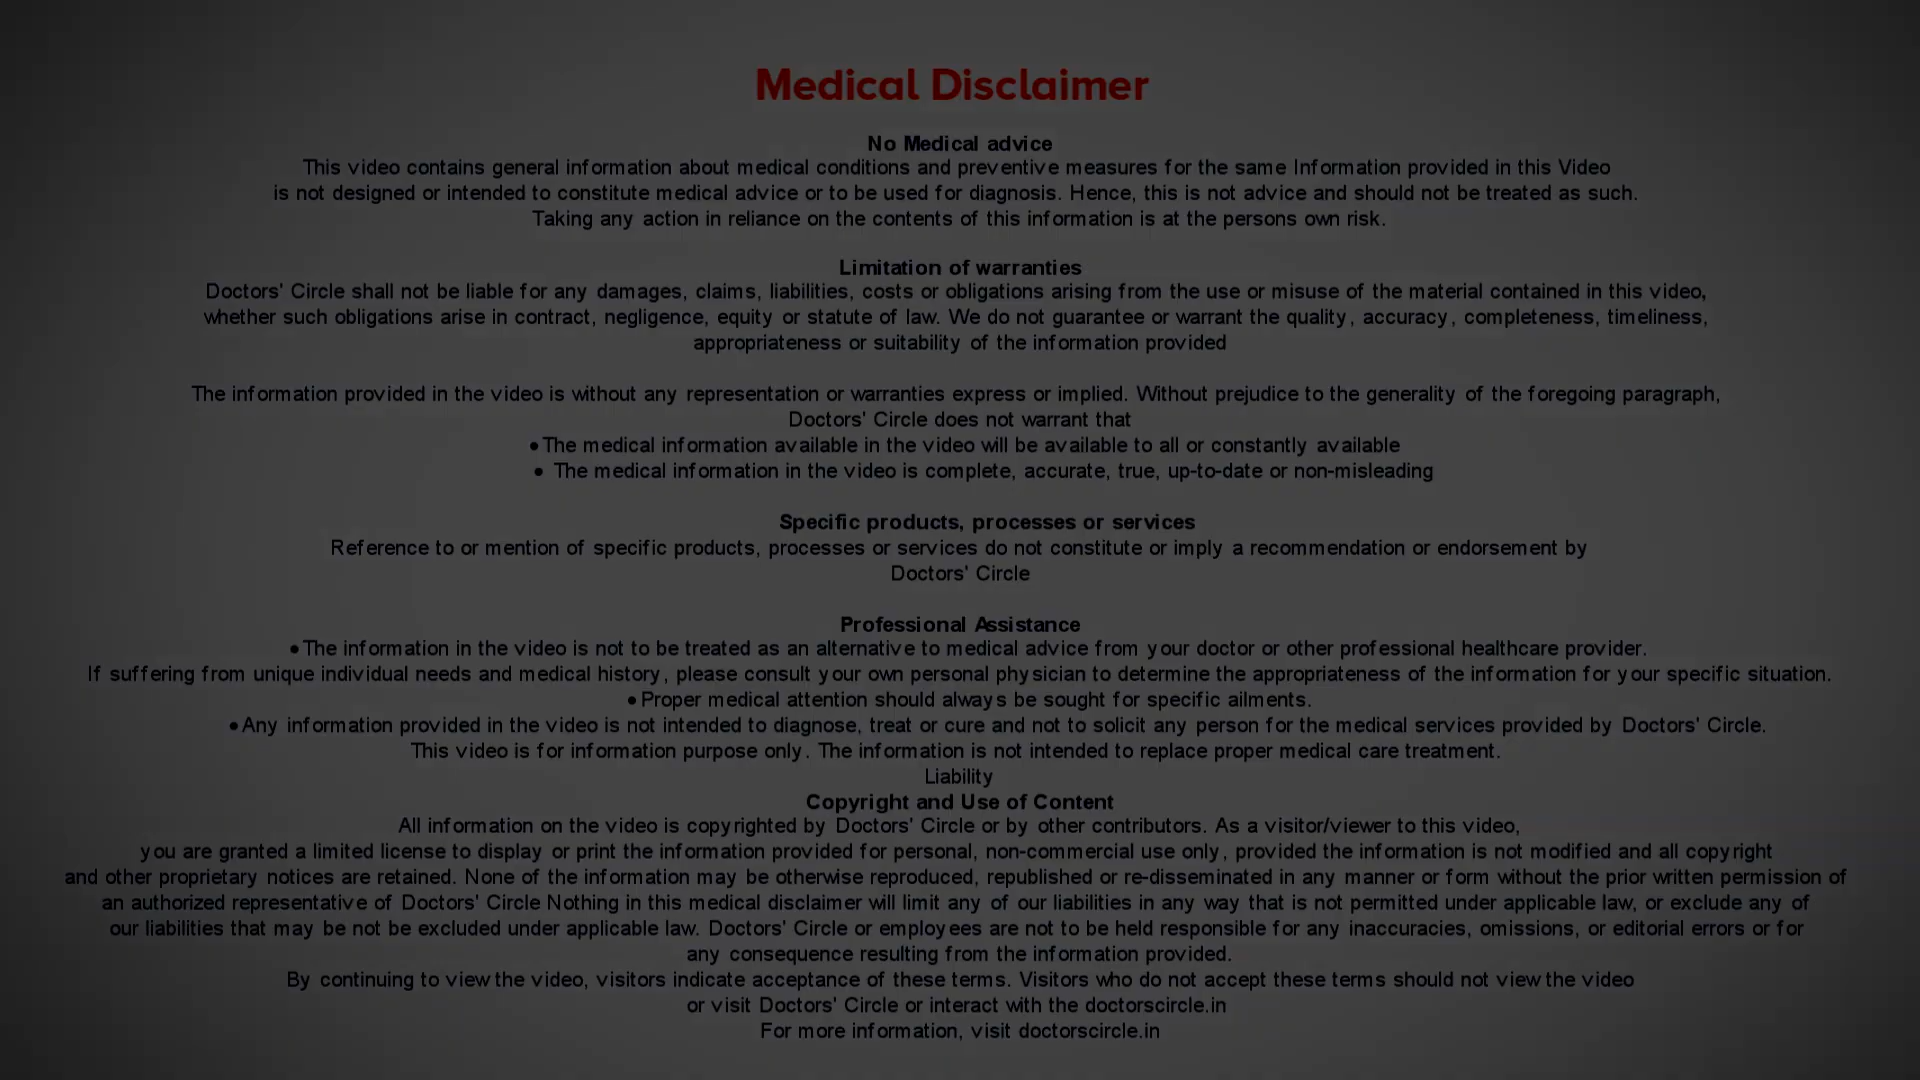 Medical Disclaimer
No Medical advice
This video contains general information about medical conditions and preventive measures for the same Information provided in this Video
is not designed or intended to constitute medical advice or to be used for diagnosis. Hence, this is not advice and should not be treated as such.
Taking any action in reliance on the contents of this information is at the persons own risk.
Limitation of warranties
Doctors' Circle shall not be liable for any damages, claims, liabilities, costs or obligations arising from the use or misuse of the material contained in this video,
whether such obligations arise in contract, negligence, equity or statute of law. We do not guarantee or warrant the quality, accuracy, completeness, timeliness,
appropriateness or suitability of the information provided
The information provided in the video is without any representation or warranties express or implied. Without prejudice to the generality of the foregoing paragraph,
Doctors' Circle does not warrant that
•The medical information available in the video will be available to all or constantly available
• The medical information in the video is complete, accurate, true, up-to-date or non-misleading
Specific products, processes or services
Reference to or mention of specific products, processes or services do not constitute or imply a recommendation or endorsement by
Doctors' Circle
Professional Assistance
•The information in the video is not to be treated as an alternative to medical advice from your doctor or other professional healthcare provider.
If suffering from unique individual needs and medical history, please consult your own personal physician to determine the appropriateness of the information for your specific situation.
•Proper medical attention should always be sought for specific ailments.
•Any information provided in the video is not intended to diagnose, treat or cure and not to solicit any person for the medical services provided by Doctors' Circle.
This video is for information purpose only. The information is not intended to replace proper medical care treatment.
Liability
Copyright and Use of Content
All information on the video is copyrighted by Doctors' Circle or by other contributors. As a visitor/viewer to this video,
you are granted a limited license to display or print the information provided for personal, non-commercial use only, provided the information is not modified and all copyright
and other proprietary notices are retained. None of the information may be otherwise reproduced, republished or re-disseminated in any manner or form without the prior written permission of
an authorized representative of Doctors' Circle Nothing in this medical disclaimer will limit any of our liabilities in any way that is not permitted under applicable law, or exclude any of
our liabilities that may be not be excluded under applicable law. Doctors' Circle or employees are not to be held responsible for any inaccuracies, omissions, or editorial errors or for
any consequence resulting from the information provided.
By continuing to view the video, visitors indicate acceptance of these terms. Visitors who do not accept these terms should not view the video
or visit Doctors' Circle or interact with the doctorscircle.in
For more information, visit doctorscircle.in